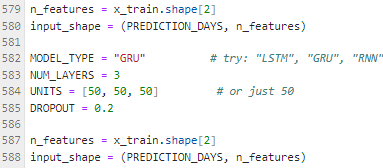 579 n_features = x_train.shape[2]
580 input_shape = (PREDICTION_DAYS, n_features)
581
582 MODEL_TYPE = "GRU" # try: "LSTM", "GRU", "RNN"
583 NUM_LAYERS = 3
584 UNITS = [50, 50, 50] # or just 50
585 DROPOUT = 0.2
586
587 n_features = x_train.shape[2]
588 input_shape = (PREDICTION_DAYS, n_features)